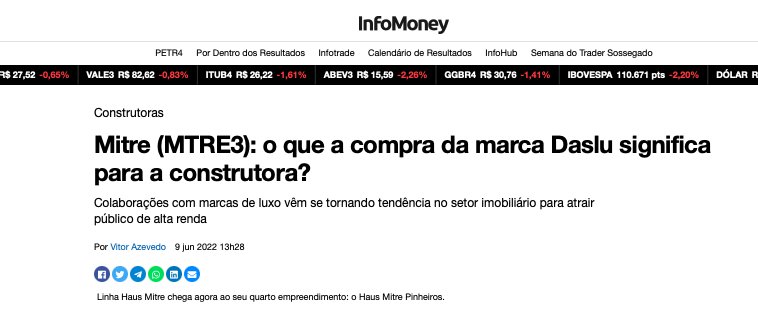 InfoMoney
PETR4 Por Dentro dos Resultados Infotrade Calendário de Resultados InfoHub Semana do Trader Sossegado
R$ 27,52 -0,65% VALE3 R$ 82,62 -0,83% ITUB4 R$ 26,22 -1,61% ABEV3 R$ 15,59 -2,26% GGBR4 R$ 30,76 -1,41% IBOVESPA 110.671 pts -2,20% DÓLAR
Construtoras
Mitre (MTRE3): o que a compra da marca Daslu significa
para a construtora?
Colaborações com marcas de luxo vêm se tornando tendência no setor imobiliário para atrair
público de alta renda
Por Vitor Azevedo 9 jun 2022 13h28
Linha Haus Mitre chega agora ao seu quarto empreendimento: o Haus Mitre Pinheiros.